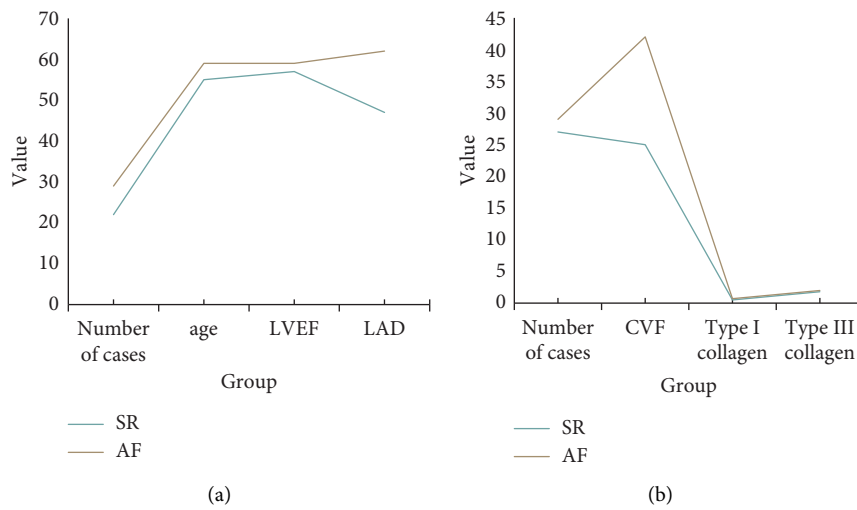 70
60
50
40
30
20
10
0
Value
Number
of cases
age
LVEF
LAD
Group
SR
AF
(a)
45
40
35
30
25
20
15
10
5
0
Value
Number
of cases
CVF
Type I
collagen
Type III
collagen
Group
SR
AF
(b)